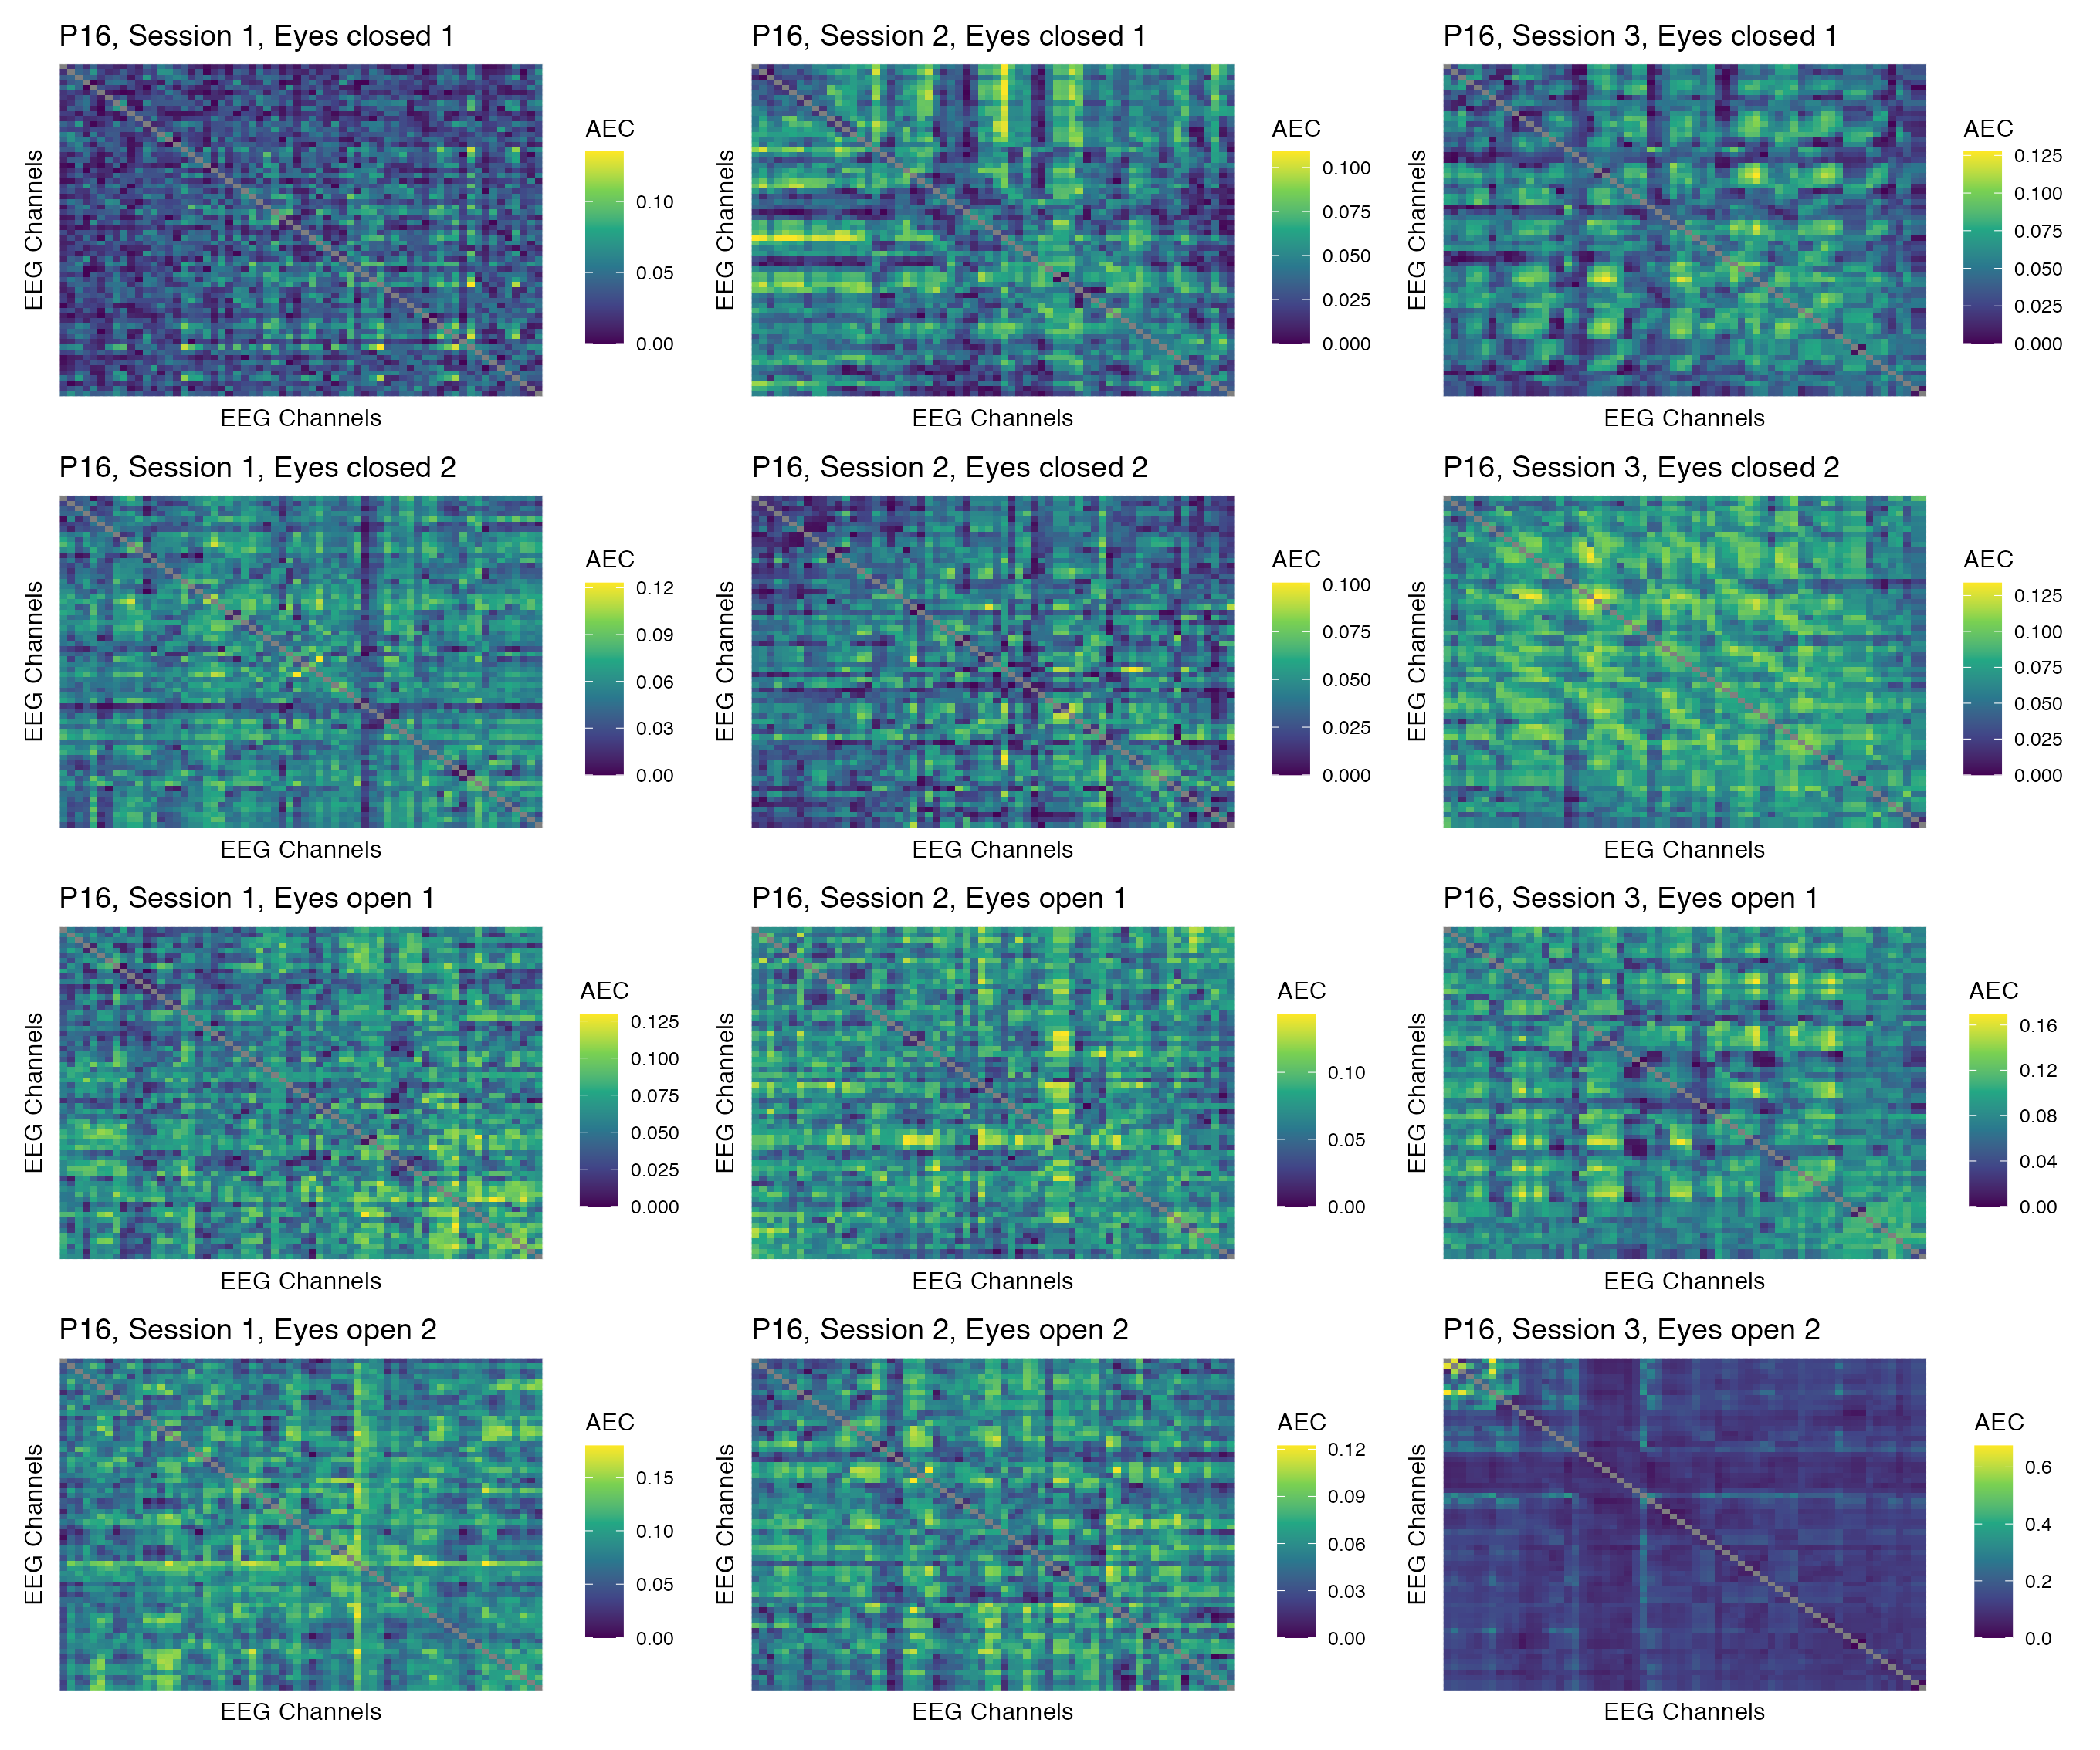 P16, Session 1, Eyes closed 1
P16, Session 2, Eyes closed 1
P16, Session 3, Eyes closed 1
EEG Channels
EEG Channels
AEC
0.10
0.05
0.00
EEG Channels
EEG Channels
AEC
0.100
0.075
0.050
0.025
0.000
EEG Channels
EEG Channels
AEC
0.125
0.100
0.075
0.050
0.025
0.000
P16, Session 1, Eyes closed 2
P16, Session 2, Eyes closed 2
P16, Session 3, Eyes closed 2
EEG Channels
EEG Channels
AEC
0.12
0.09
0.06
0.03
0.00
EEG Channels
EEG Channels
AEC
0.100
0.075
0.050
0.025
0.000
EEG Channels
EEG Channels
AEC
0.125
0.100
0.075
0.050
0.025
0.000
P16, Session 1, Eyes open 1
P16, Session 2, Eyes open 1
P16, Session 3, Eyes open 1
EEG Channels
EEG Channels
AEC
0.125
0.100
0.075
0.050
0.025
0.000
EEG Channels
EEG Channels
AEC
0.10
0.05
0.00
EEG Channels
EEG Channels
AEC
0.16
0.12
0.08
0.04
0.00
P16, Session 1, Eyes open 2
P16, Session 2, Eyes open 2
P16, Session 3, Eyes open 2
EEG Channels
EEG Channels
AEC
0.15
0.10
0.05
0.00
EEG Channels
EEG Channels
AEC
0.12
0.09
0.06
0.03
0.00
EEG Channels
EEG Channels
AEC
0.6
0.4
0.2
0.0